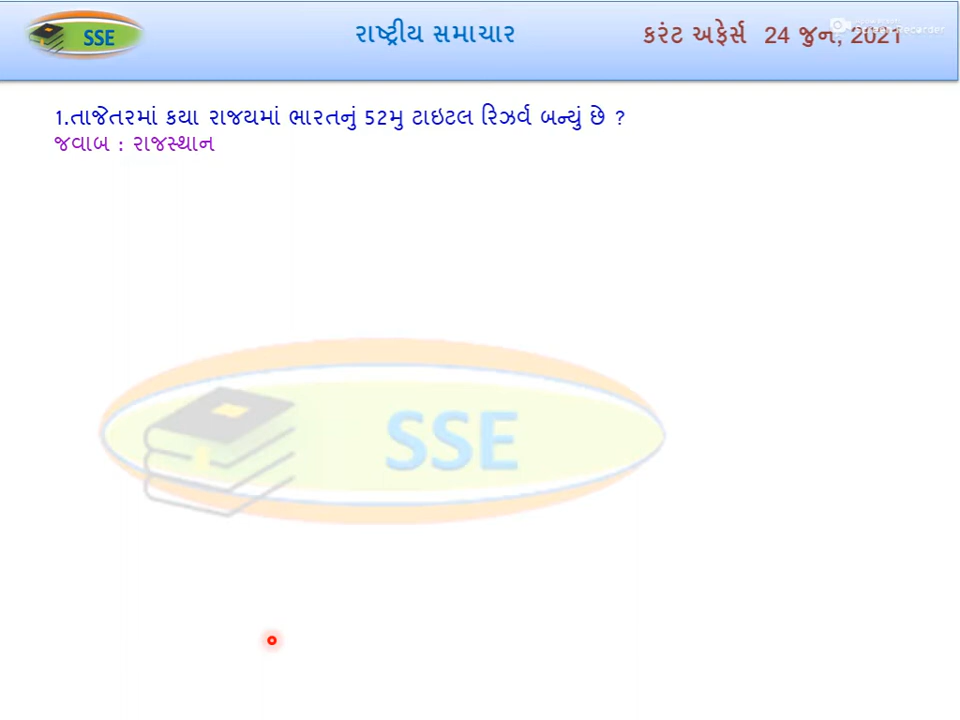 SSE
રાષ્ટ્રીય સમાચાર
કરંટ અફેર્સ 24 જુન, 2021
1.તાજેતરમાં કયા રાજયમાં ભારતનું 52મુ ટાઇટલ રિઝર્વ બન્યું છે ?
જવાબ : રાજસ્થાન
SSE